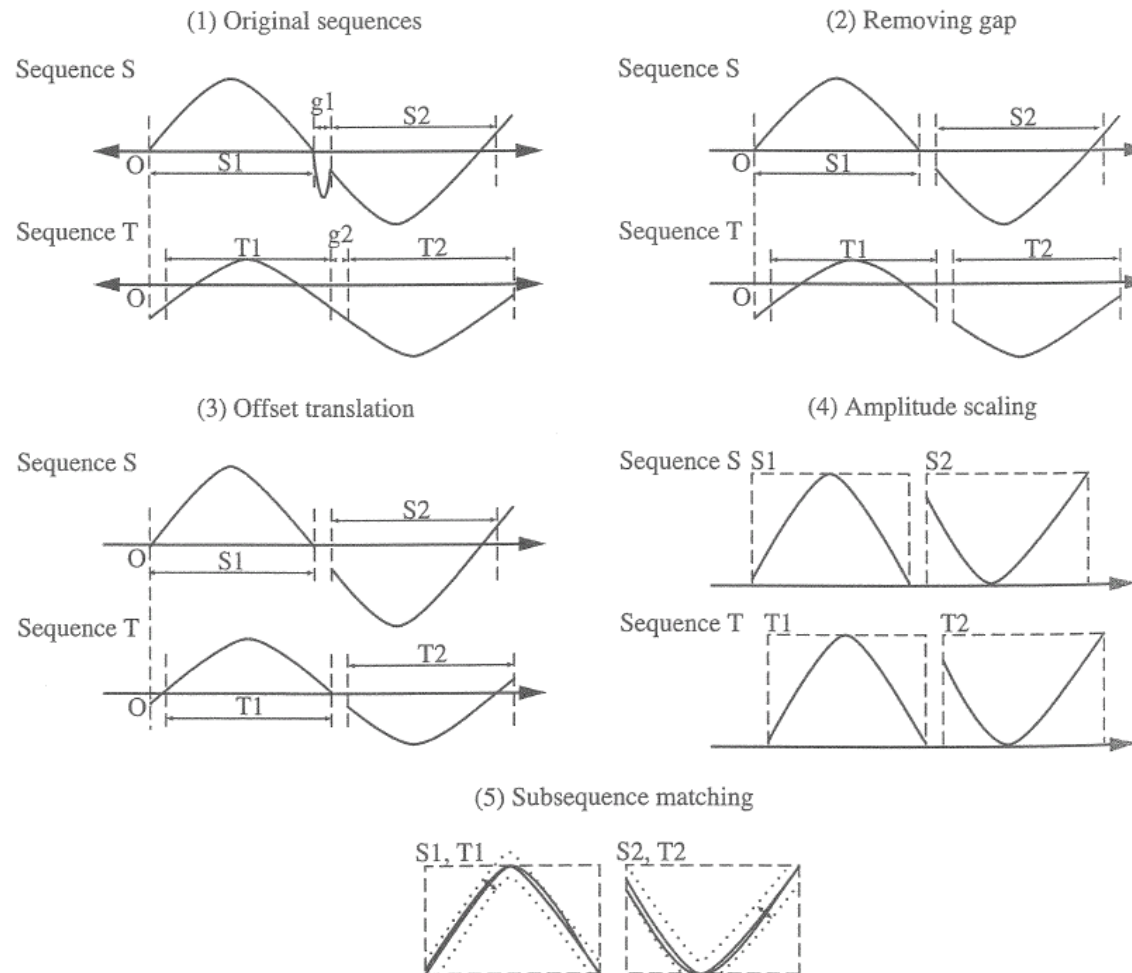 (1) Original sequences
Sequence S
g1
S2
O
S1
Sequence T
T1
g2
T2
O
(2) Removing gap
Sequence S
S2
O
S1
Sequence T
T1
T2
O
(3) Offset translation
Sequence S
S2
O
S1
Sequence T
T2
O
T1
(4) Amplitude scaling
Sequence S
S1
S2
Sequence T
T1
T2
(5) Subsequence matching
S1, T1
S2, T2